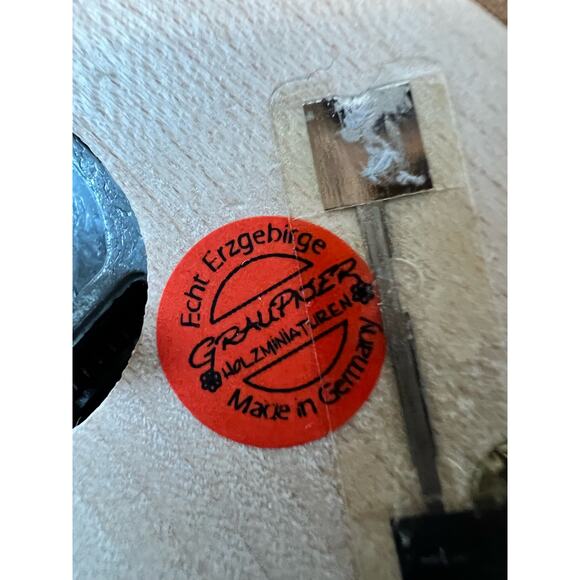 Echt Erzgebirge
GRAUPNER
HOLZMINIATUREN
Made in Germany